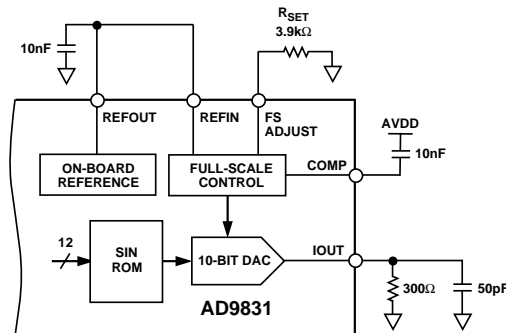 RSET
3.9kΩ
10nF
REFOUT
REFIN
FS
ADJUST
AVDD
10nF
ON-BOARD
REFERENCE
FULL-SCALE
CONTROL
COMP
12
SIN
ROM
10-BIT DAC
IOUT
AD9831
300Ω
50pF